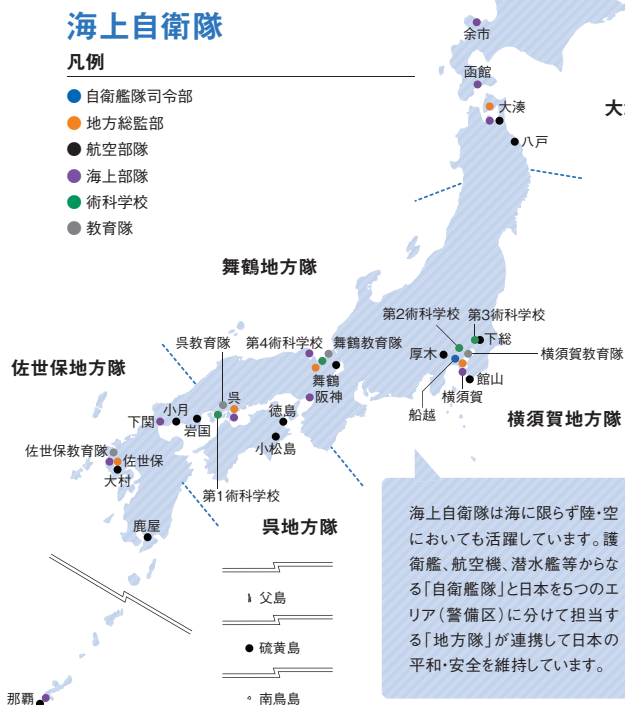 海上自衛隊
凡例
自衛艦隊司令部
地方総監部
航空部隊
海上部隊
術科学校
教育隊
余市
函館
大湊
大
八戸
舞鶴地方隊
第2術科学校
第3術科学校
呉教育隊
第4術科学校
舞鶴教育隊
下総
厚木
横須賀教育隊
佐世保地方隊
舞鶴
館山
阪神
横須賀
船越
横須賀地方隊
呉
小月
徳島
下関
岩国
小松島
佐世保教育隊
佐世保
大村
第1術科学校
呉地方隊
鹿屋
海上自衛隊は海に限らず陸・空
においても活躍しています。護
衛艦、航空機、潜水艦等からな
る「自衛艦隊」と日本を5つのエ
リア（警備区）に分けて担当す
る「地方隊」が連携して日本の
平和・安全を維持しています。
父島
硫黄島
南鳥島
那覇